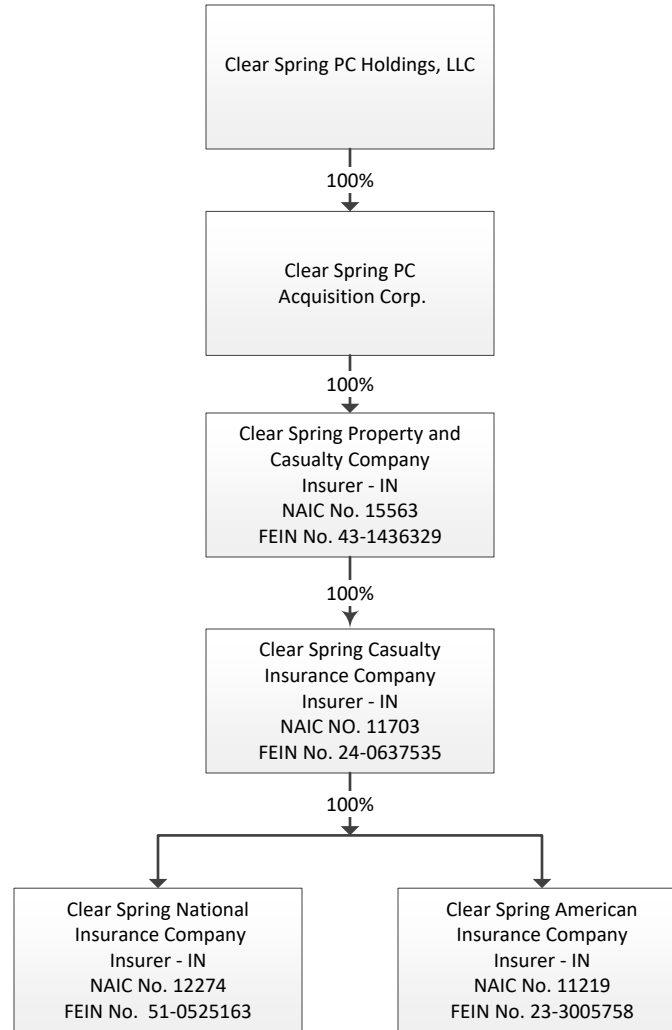 Clear Spring PC Holdings, LLC
100%
Clear Spring PC
Acquisition Corp.
100%
Clear Spring Property and
Casualty Company
Insurer - IN
NAIC No. 15563
FEIN No. 43-1436329
100%
Clear Spring Casualty
Insurance Company
Insurer - IN
NAIC NO. 11703
FEIN No. 24-0637535
100%
Clear Spring National
Insurance Company
Insurer - IN
NAIC No. 12274
FEIN No.  51-0525163
Clear Spring American
Insurance Company
Insurer - IN
NAIC No. 11219
FEIN No. 23-3005758